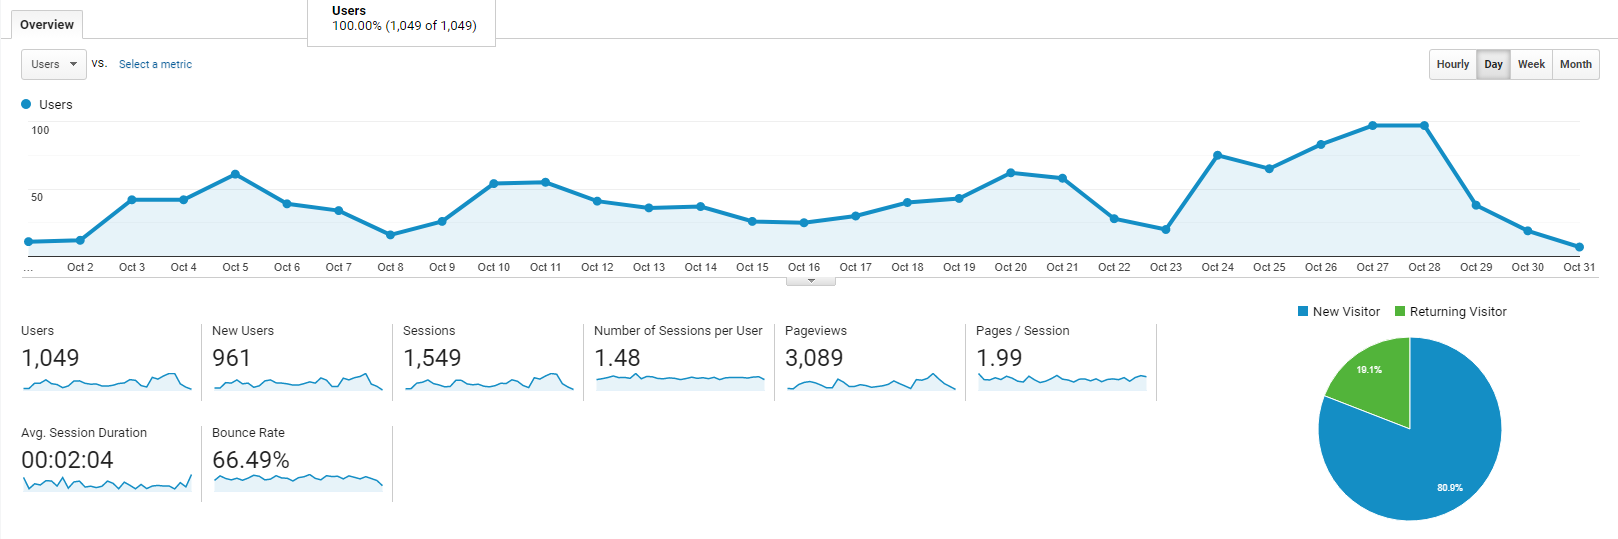 Users
100.00% (1,049 of 1,049)
Overview
Users vs. Select a metric
Hourly Day Week Month
Users
100
50
... Oct 2 Oct 3 Oct 4 Oct 5 Oct 6 Oct 7 Oct 8 Oct 9 Oct 10 Oct 11 Oct 12 Oct 13 Oct 14 Oct 15 Oct 16 Oct 17 Oct 18 Oct 19 Oct 20 Oct 21 Oct 22 Oct 23 Oct 24 Oct 25 Oct 26 Oct 27 Oct 28 Oct 29 Oct 30 Oct 31
Users
1,049
New Users
961
Sessions
1,549
Number of Sessions per User
1.48
Pageviews
3,089
Pages / Session
1.99
Avg. Session Duration
00:02:04
Bounce Rate
66.49%
New Visitor Returning Visitor
19.1%
80.9%